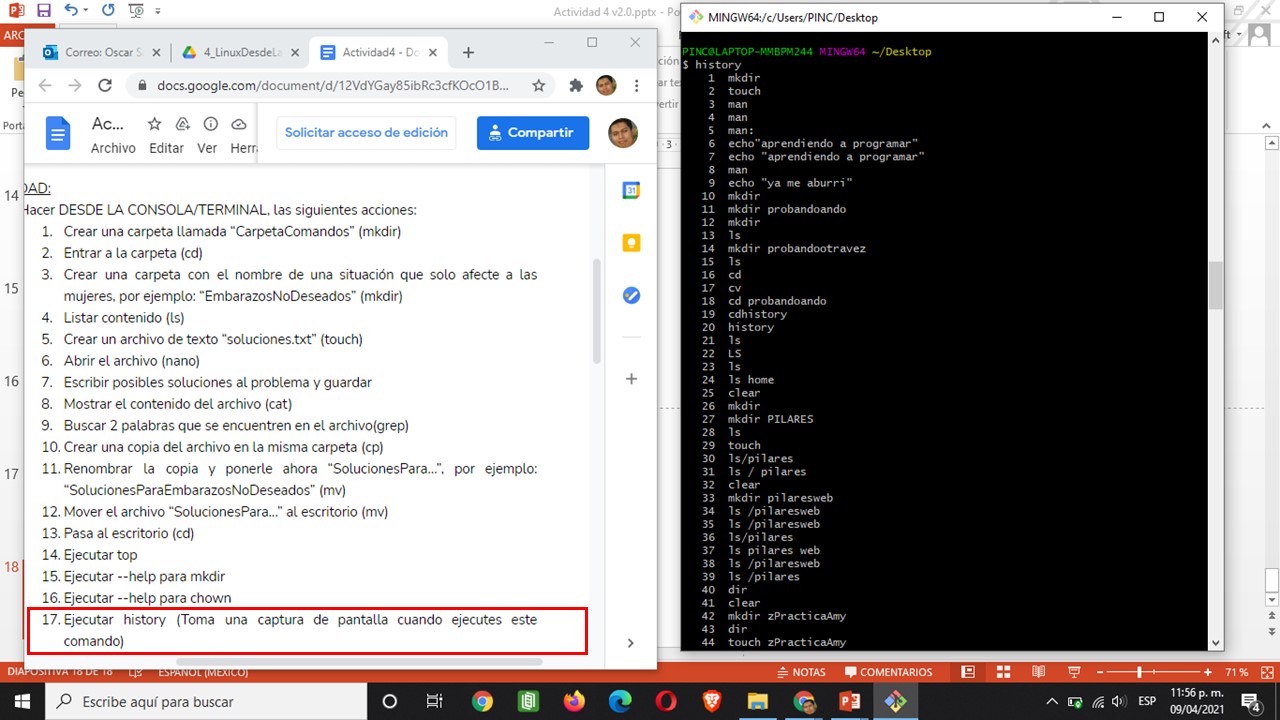 Actividad 4 v2.0.pptx - Po
MINGW64:/c/Users/PINC/Desktop
Correo: Oscar S
4_LinuxDesdeLa
Actividad4 - Do
docs.google.com/document/d/12VdYGay85ibRc3cfKOcO1B...
Ac...
Archivo Editar Ver Herra
Solicitar acceso de edición
Compartir
14
DAD:
Hacer DESDE LA CONSOLA/TERMINAL, las siguientes acciones:
1. Crear una carpeta llamada “CarpetaComandos” (mkdir)
2. Entrar a la carpeta (cd)
3. Crear una carpeta con el nombre de una situación que solo afecte a las
mujeres, por ejemplo: “EmbarazosNoDeseados” (mkdir)
4. Listar contenido (ls)
5. Crear un archivo de texto “soluciones.txt” (touch)
6. Abrir el archivo (nano)
7. Escribir posibles soluciones al problema y guardar
8. Mostrar el contenido del archivo (cat)
9. Buscar 2 palabras que se encuentren en el archivo(grep)
10. Crear una copia del archivo en la misma carpeta (cp)
11. Renombrar la copia y ponerle ahora “SolucionesPara...”, por ejemplo:
“SolucionesParaEmbarazosNoDeseados” (mv)
12. Mover el archivo “SolucionesPara...” al escritorio (mv)
13. Pasa al escritorio (cd)
14. Ejecutar top
15. Ejecutar --help para mkdir
16. Ejecutar --help para chown
17. Ejecutar history (Toma una captura de pantalla cuando ejecutes este
comando)
15
16
17
18
PINC@LAPTOP-MMBPM244 MINGW64 ~/Desktop
$ history
1 mkdir
2 touch
3 man
4 man
5 man:
6 echo"aprendiendo a programar"
7 echo "aprendiendo a programar"
8 man
9 echo "ya me aburri"
10 mkdir
11 mkdir probandoando
12 mkdir
13 ls
14 mkdir probandootravez
15 ls
16 cd
17 cv
18 cd probandoando
19 cdhistory
20 history
21 ls
22 LS
23 ls
24 ls home
25 clear
26 mkdir
27 mkdir PILARES
28 ls
29 touch
30 ls/pilares
31 ls / pilares
32 clear
33 mkdir pilaresweb
34 ls /pilaresweb
35 ls /pilaresweb
36 ls/pilares
37 ls pilares web
38 ls /pilaresweb
39 ls /pilares
40 dir
41 clear
42 mkdir zPracticaAmy
43 dir
44 touch zPracticaAmy
DIAPOSITIVA 18 DE 18 ESPAÑOL (MÉXICO)
NOTAS COMENTARIOS 71 %
Escribe aquí para buscar
ESP
11:56 p. m.
09/04/2021
4